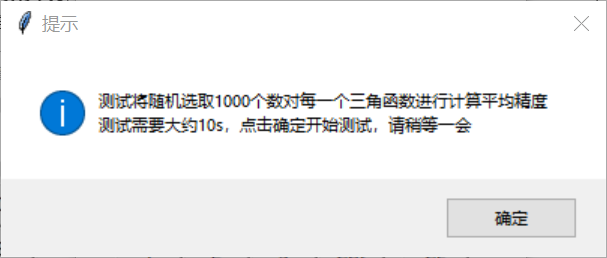 提示
测试将随机选取1000个数对每一个三角函数进行计算平均精度
测试需要大约10s，点击确定开始测试，请稍等一会
确定